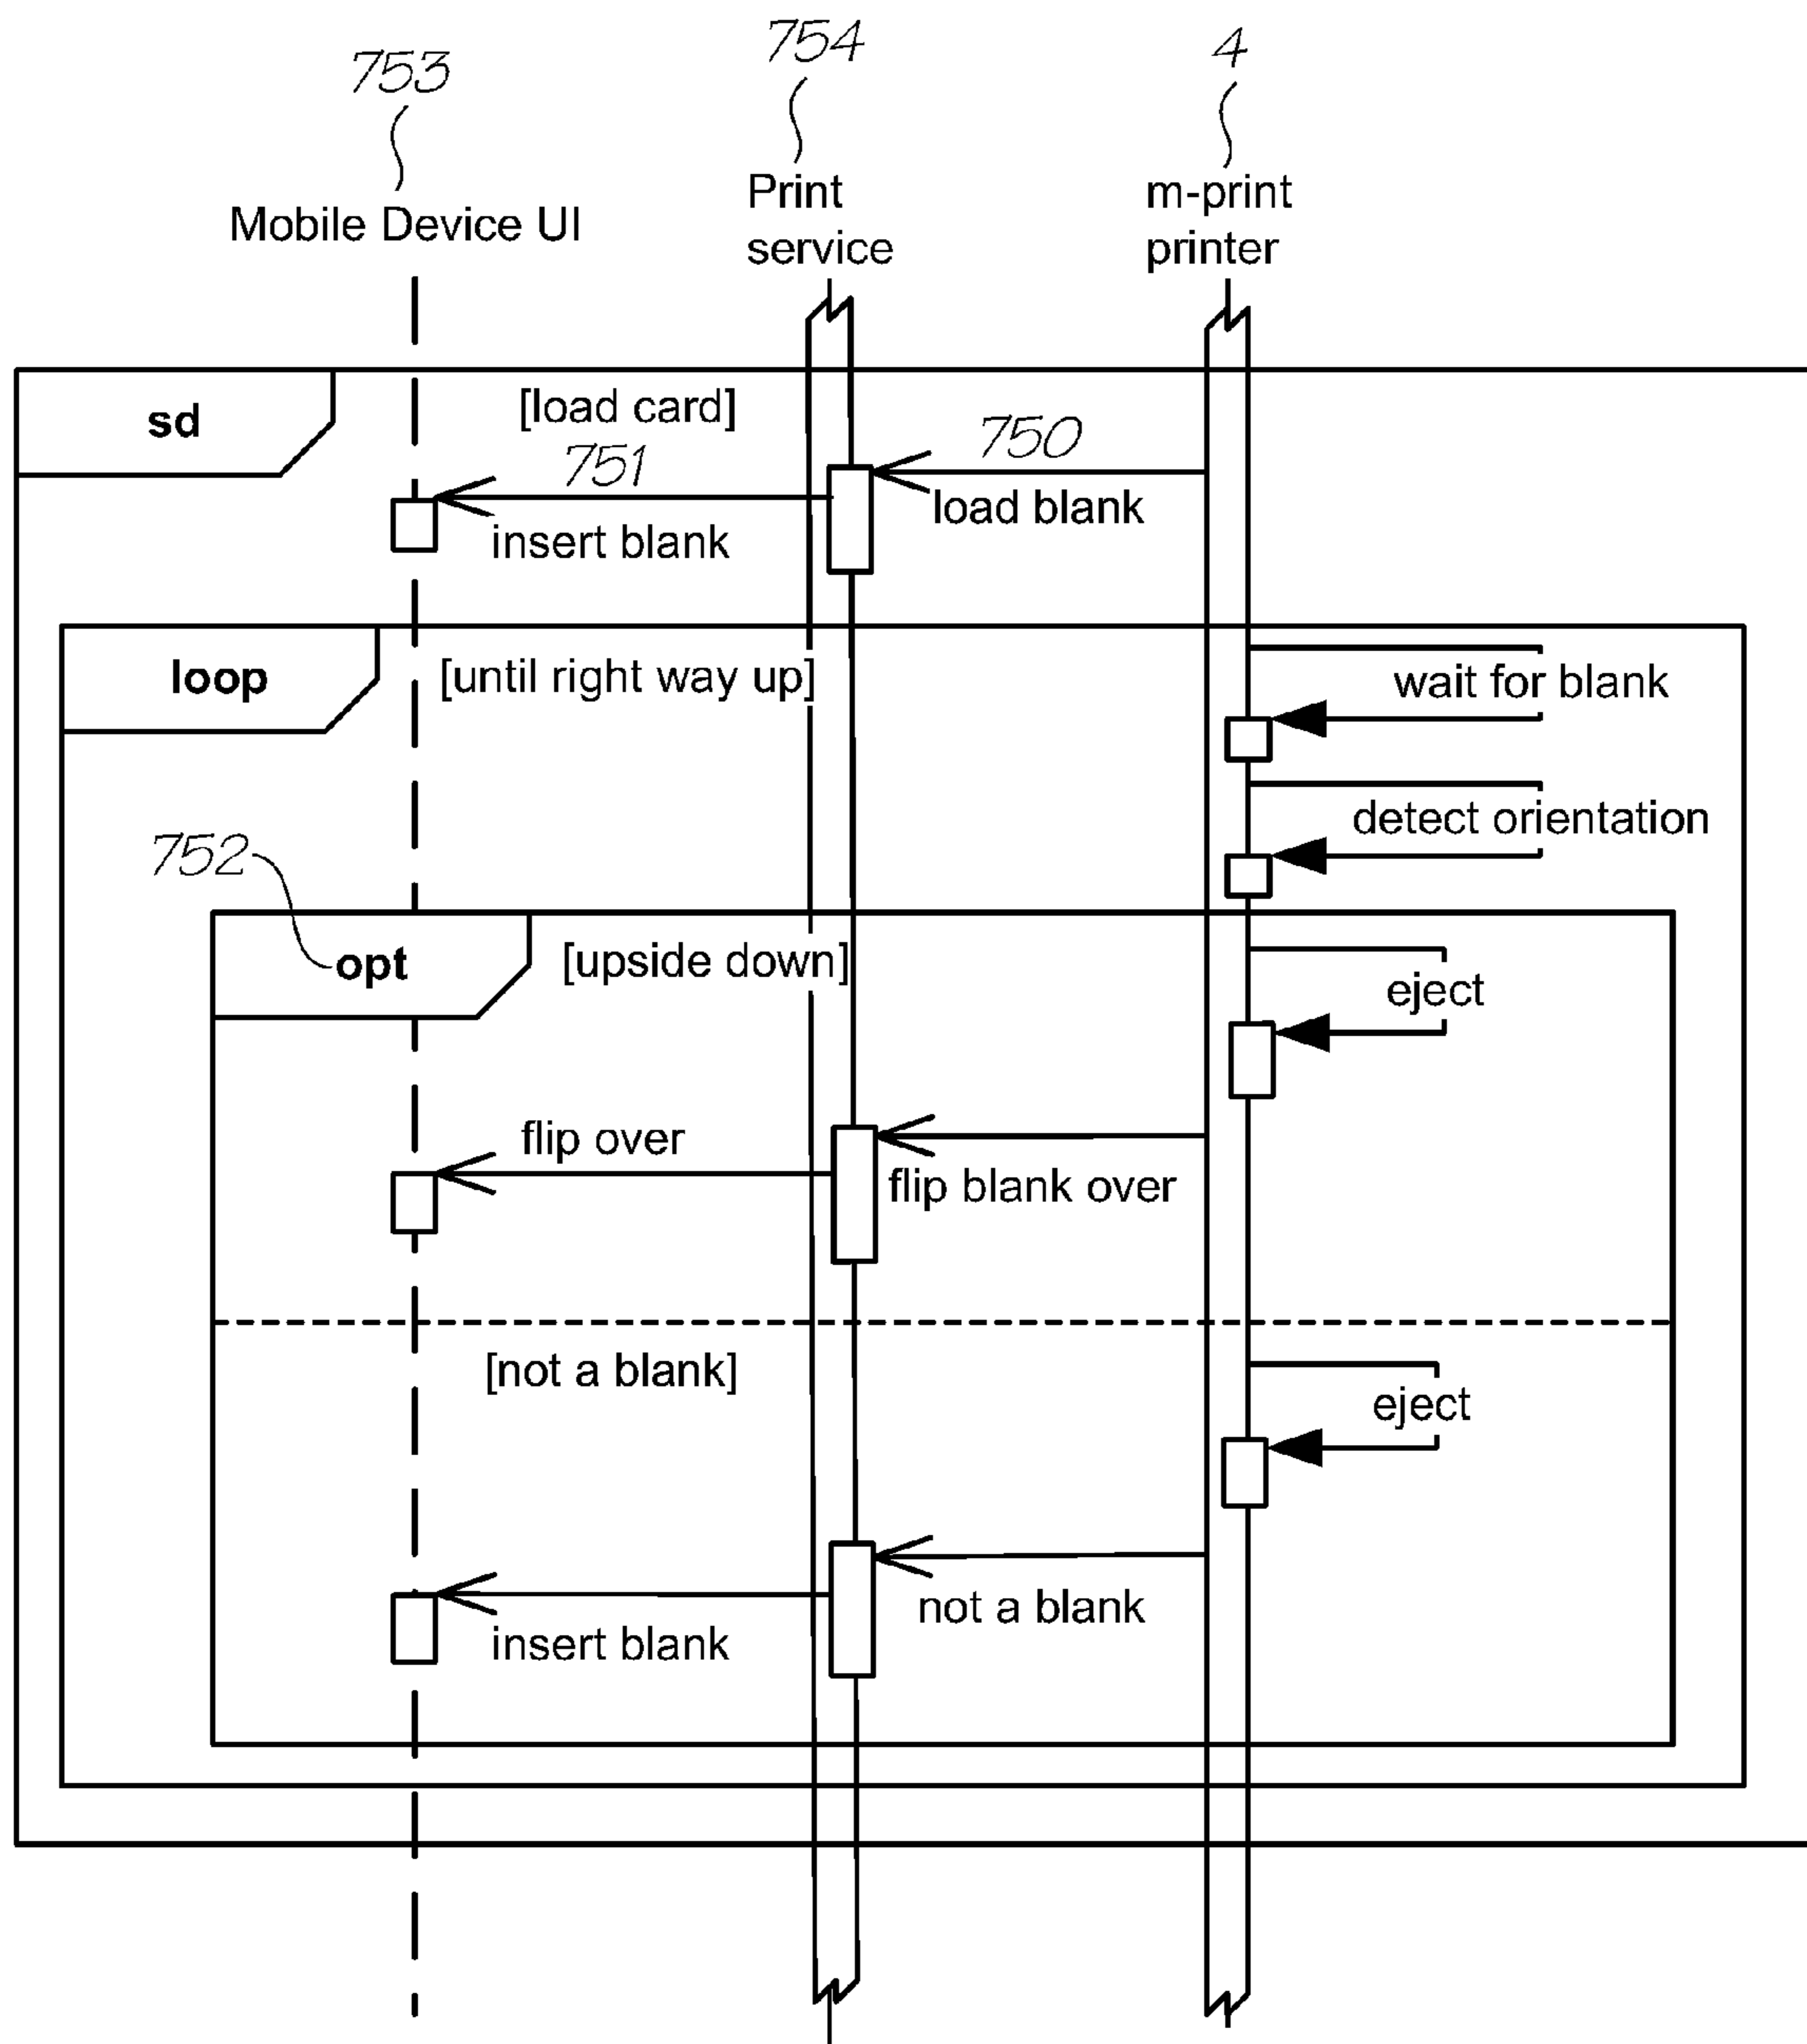 753
754
4
Mobile Device UI
Print
service
m-print
printer
sd
[load card]
750
751
load blank
insert blank
loop
[until right way up]
wait for blank
detect orientation
752
opt
[upside down]
eject
flip over
flip blank over
[not a blank]
eject
not a blank
insert blank